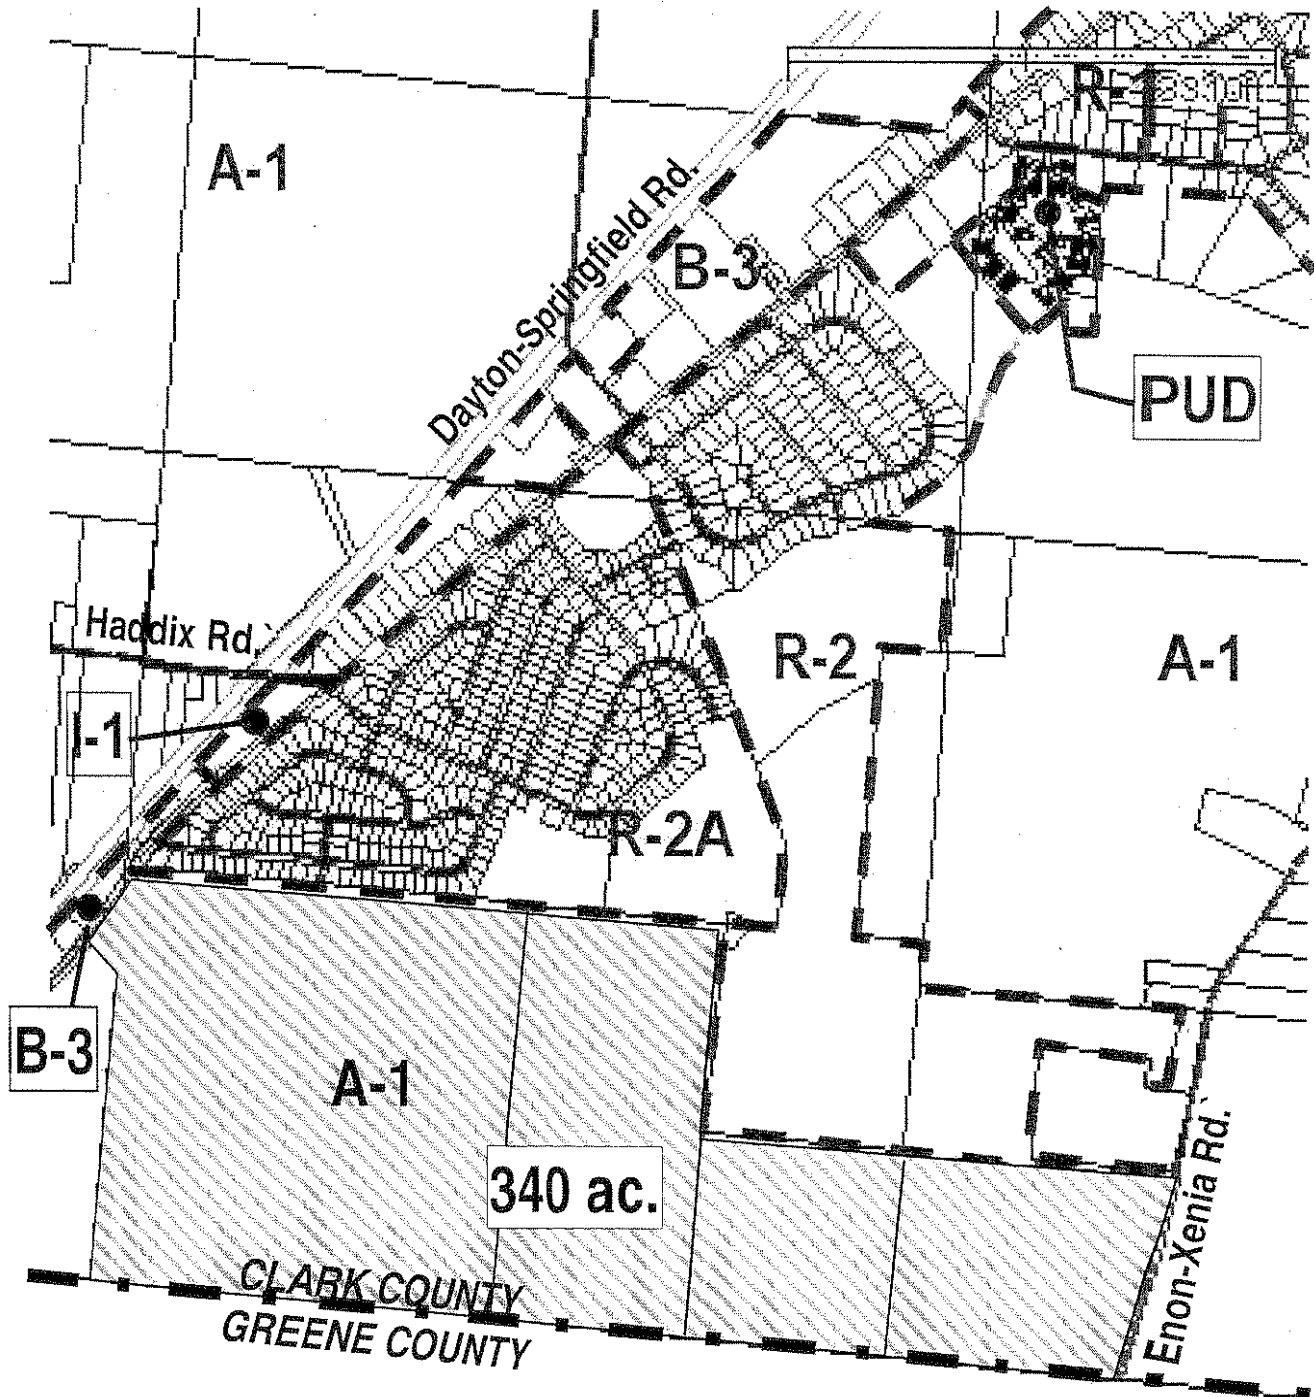 R-1
A-1
Dayton-Springfield Rd.
B-3
PUD
Haddix Rd.
R-2
A-1
I-1
R-2A
B-3
A-1
340 ac.
Enon-Xenia Rd.
CLARK COUNTY
GREENE COUNTY